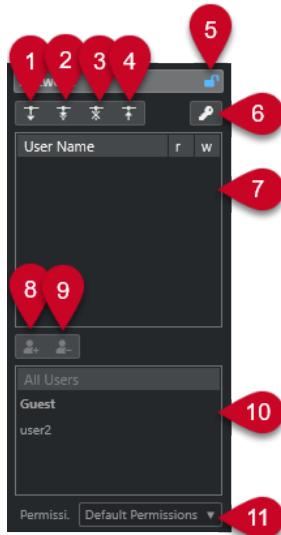 1 2 3 4 5
6
User Name r w
7
8 9
All Users
Guest
10
user2
Permissi. Default Permissions
11